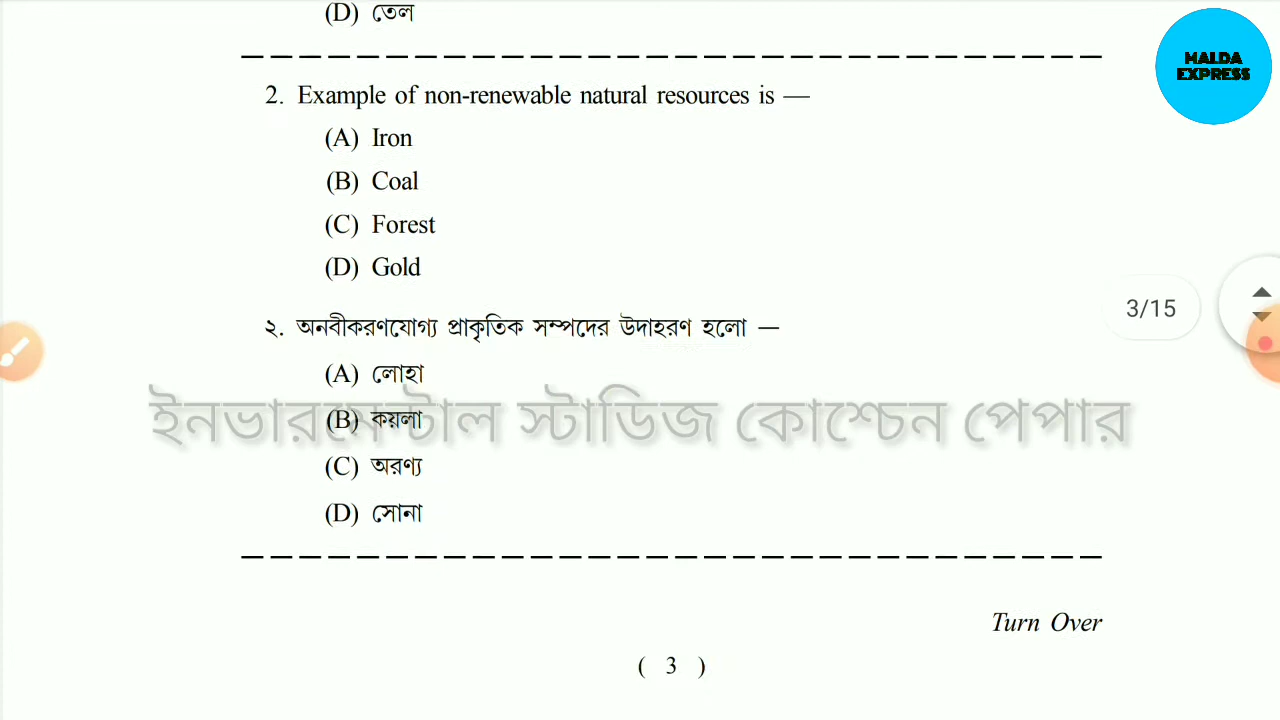 (D) তেল
MALDA
EXPRESS
2. Example of non-renewable natural resources is —
(A) Iron
(B) Coal
(C) Forest
(D) Gold
3/15
২. অনবীকরণযোগ্য প্রাকৃতিক সম্পদের উদাহরণ হলো —
(A) লোহা
ইনভারমেন্টাল স্টাডিজ কোশ্চেন পেপার
(B) কয়লা
(C) অরণ্য
(D) সোনা
Turn Over
( 3 )